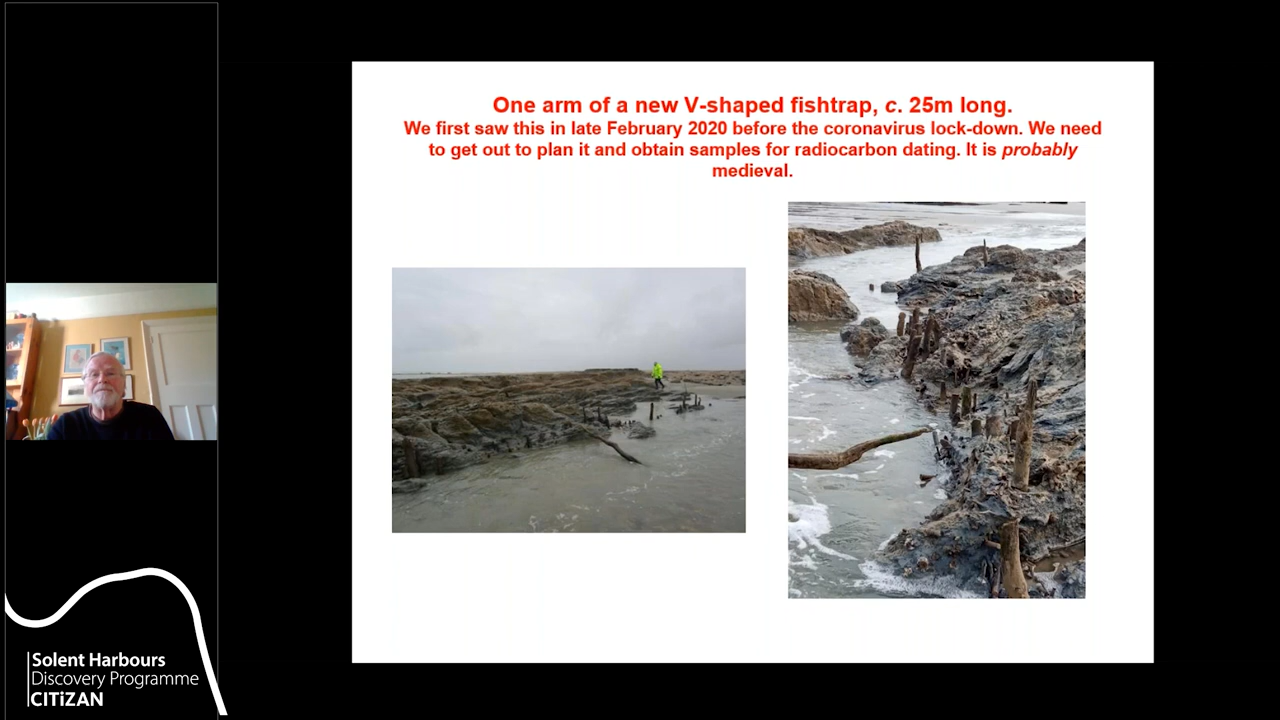 One arm of a new V-shaped fishtrap, c. 25m long.
We first saw this in late February 2020 before the coronavirus lock-down. We need
to get out to plan it and obtain samples for radiocarbon dating. It is probably
medieval.
Solent Harbours
Discovery Programme
CITiZAN